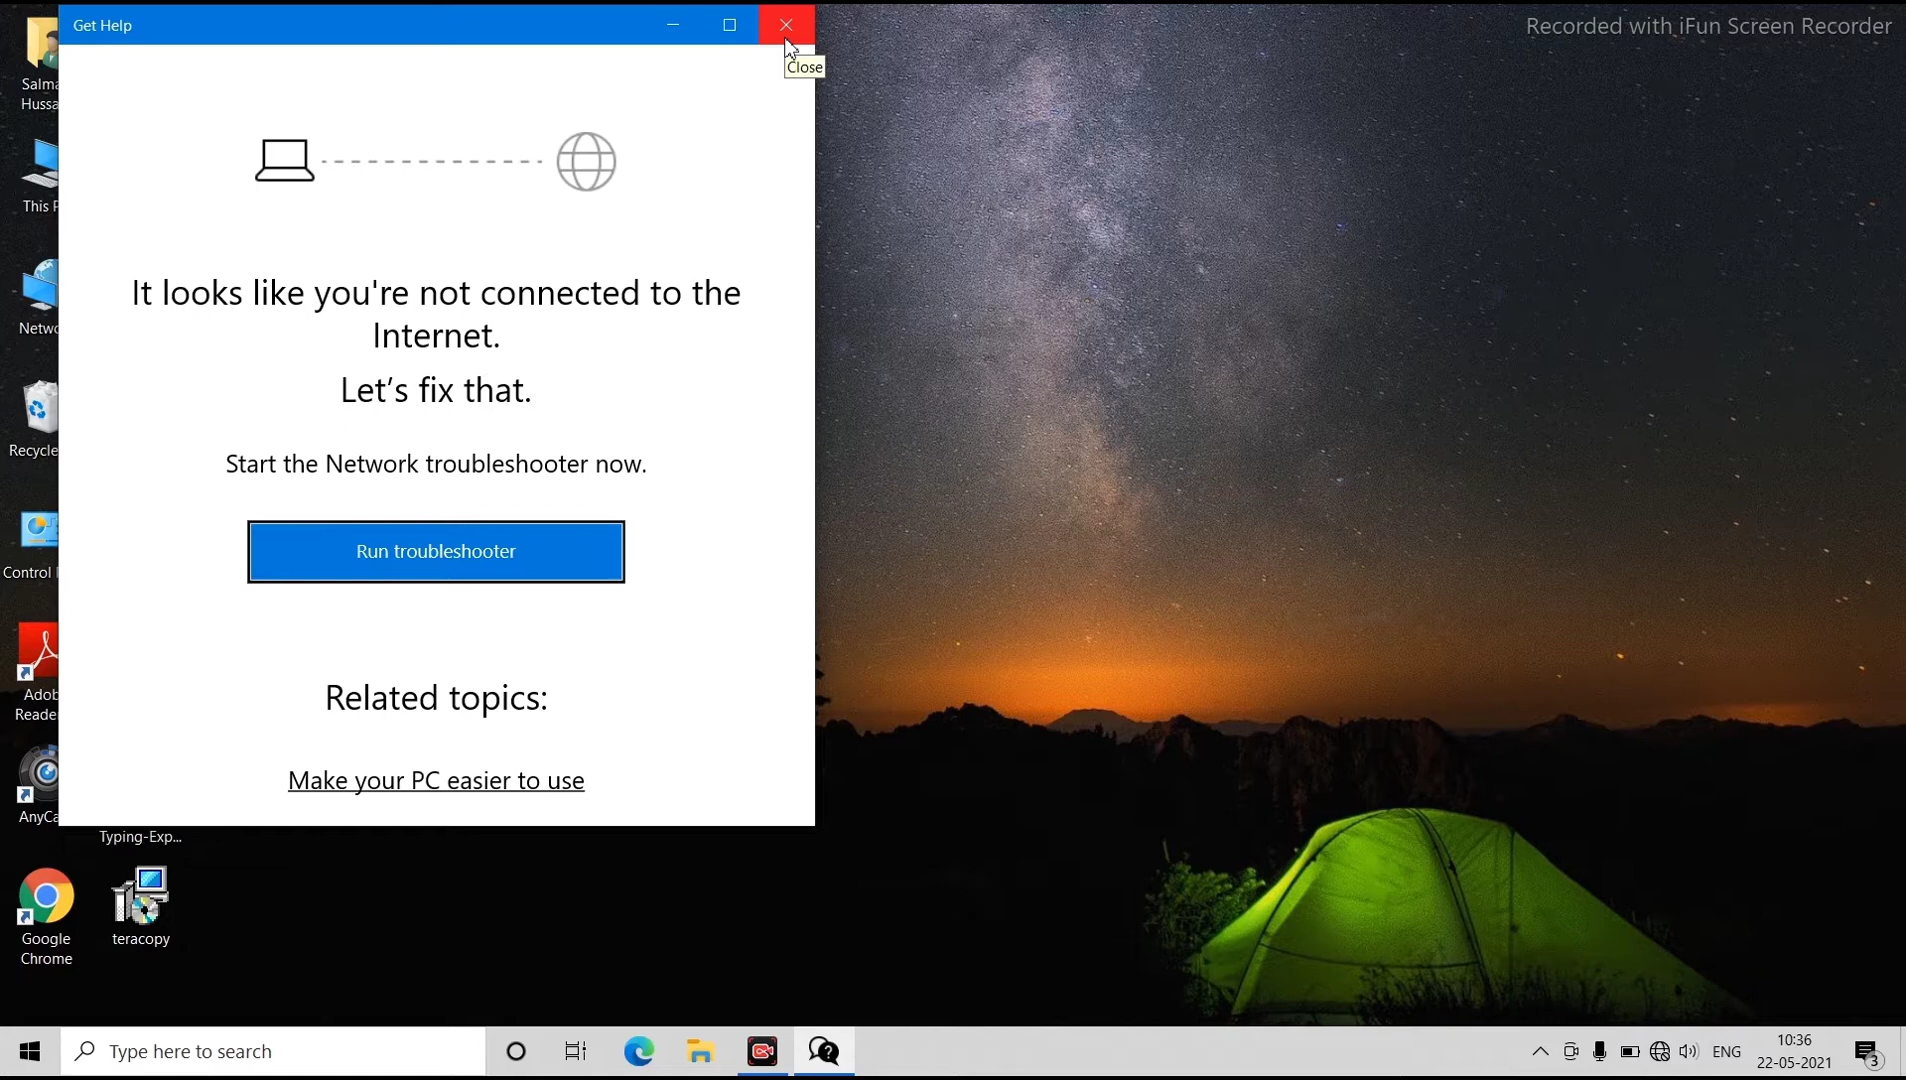 Get Help
Recorded with iFun Screen Recorder
Close
Salma
Hussa
This P
Netwo
Recycle
Control
Adob
Reade
AnyCa
It looks like you're not connected to the
Internet.
Let's fix that.
Start the Network troubleshooter now.
Run troubleshooter
Related topics:
Make your PC easier to use
Typing-Exp...
Google
Chrome
teracopy
Type here to search
ENG
10:36
22-05-2021
3